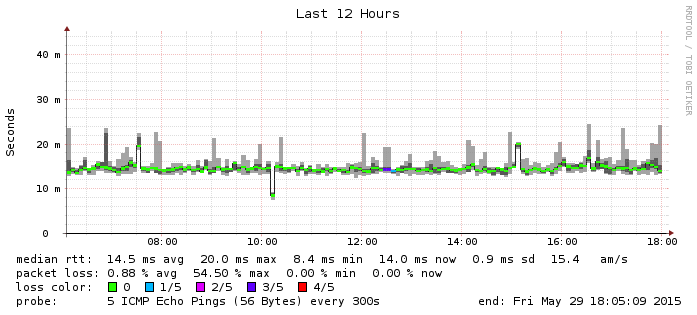 Last 12 Hours
RRDTOOL / TOBI OETIKER
Seconds
40 m
30 m
20 m
10 m
0
08:00 10:00 12:00 14:00 16:00 18:00
median rtt: 14.5 ms avg 20.0 ms max 8.4 ms min 14.0 ms now 0.9 ms sd 15.4 am/s
packet loss: 0.88 % avg 54.50 % max 0.00 % min 0.00 % now
loss color: 0 1/5 2/5 3/5 4/5
probe: 5 ICMP Echo Pings (56 Bytes) every 300s end: Fri May 29 18:05:09 2015